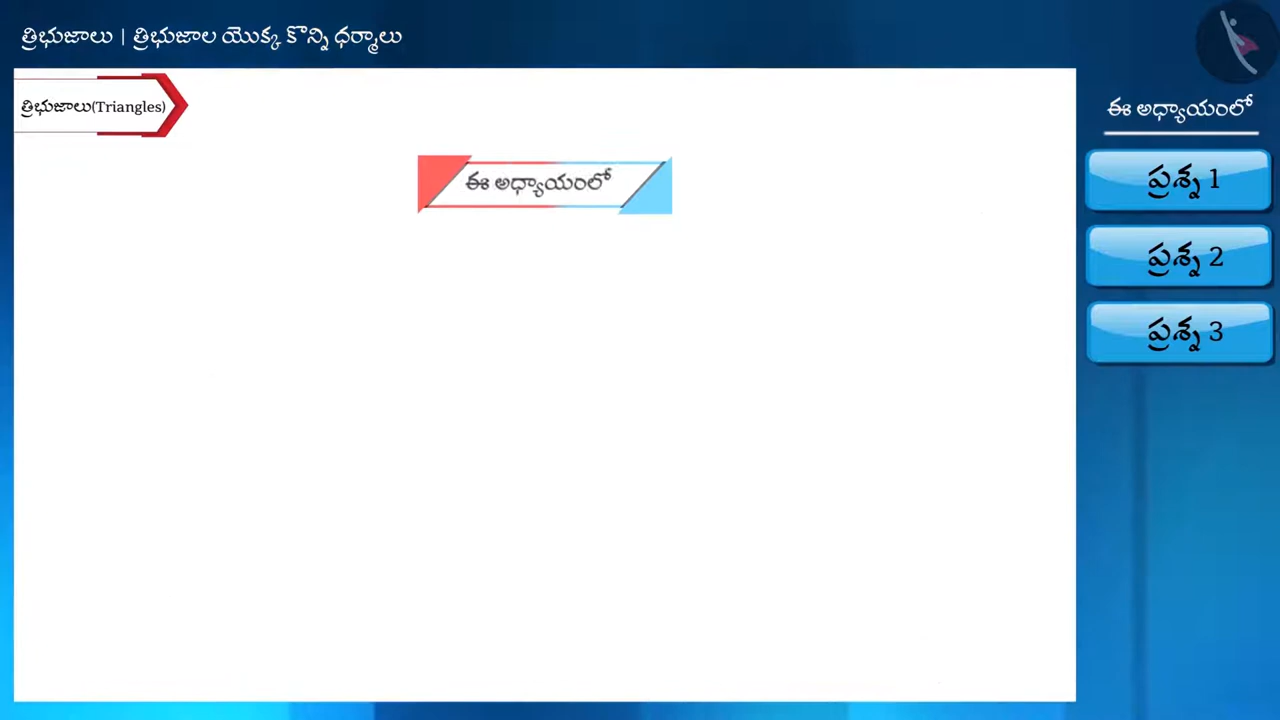 త్రిభుజాలు | త్రిభుజాల యొక్క కొన్ని ధర్మాలు
త్రిభుజాలు(Triangles)
ఈ అధ్యాయంలో
ఈ అధ్యాయంలో
ప్రశ్న 1
ప్రశ్న 2
ప్రశ్న 3